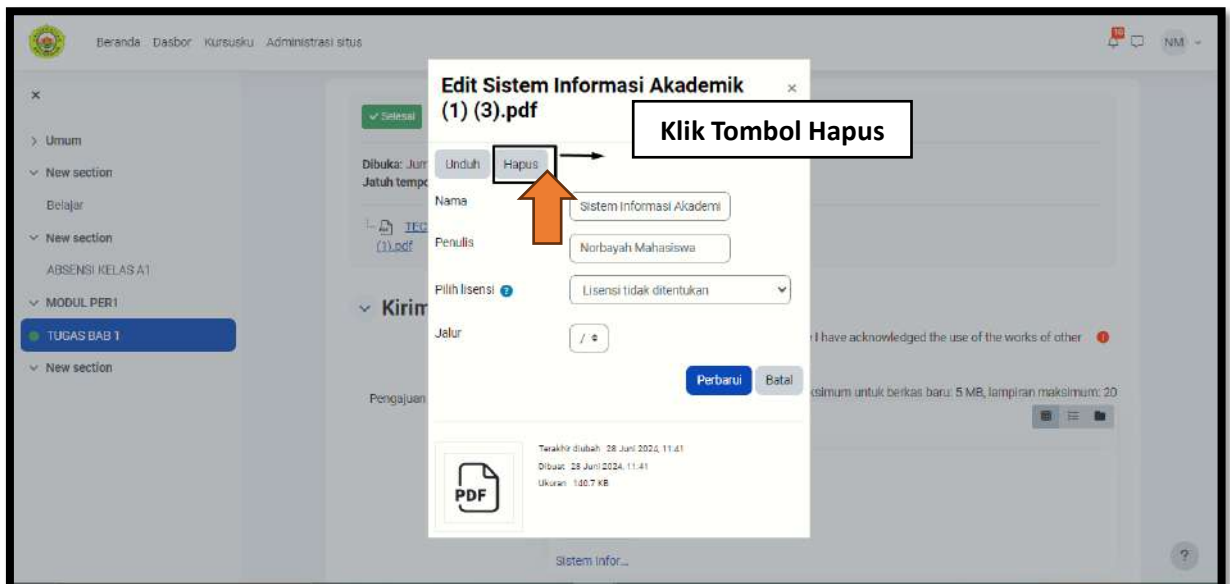 Beranda Dasbor Kursusku Administrasi situs
10
NM
Umum
New section
Belajar
New section
ABSENSI KELAS A1
MODUL PER1
TUGAS BAB 1
New section
Selesai
Dibuka: Jum
Jatuh tempo
TEC
(1).pdf
Kirim
I have acknowledged the use of the works of other
Pengajuan
ksimum untuk berkas baru: 5 MB, lampiran maksimum: 20
Edit Sistem Informasi Akademik
(1) (3).pdf
×
Klik Tombol Hapus
Unduh Hapus
Nama Sistem Informasi Akademi
Penulis Norbayah Mahasiswa
Pilih lisensi ? Lisensi tidak ditentukan
Jalur /
Perbarui Batal
PDF
Terakhir diubah 28 Juni 2024, 11:41
Dibuat 28 Juni 2024, 11:41
Ukuran 140.7 KB
Sistem Infor...
?